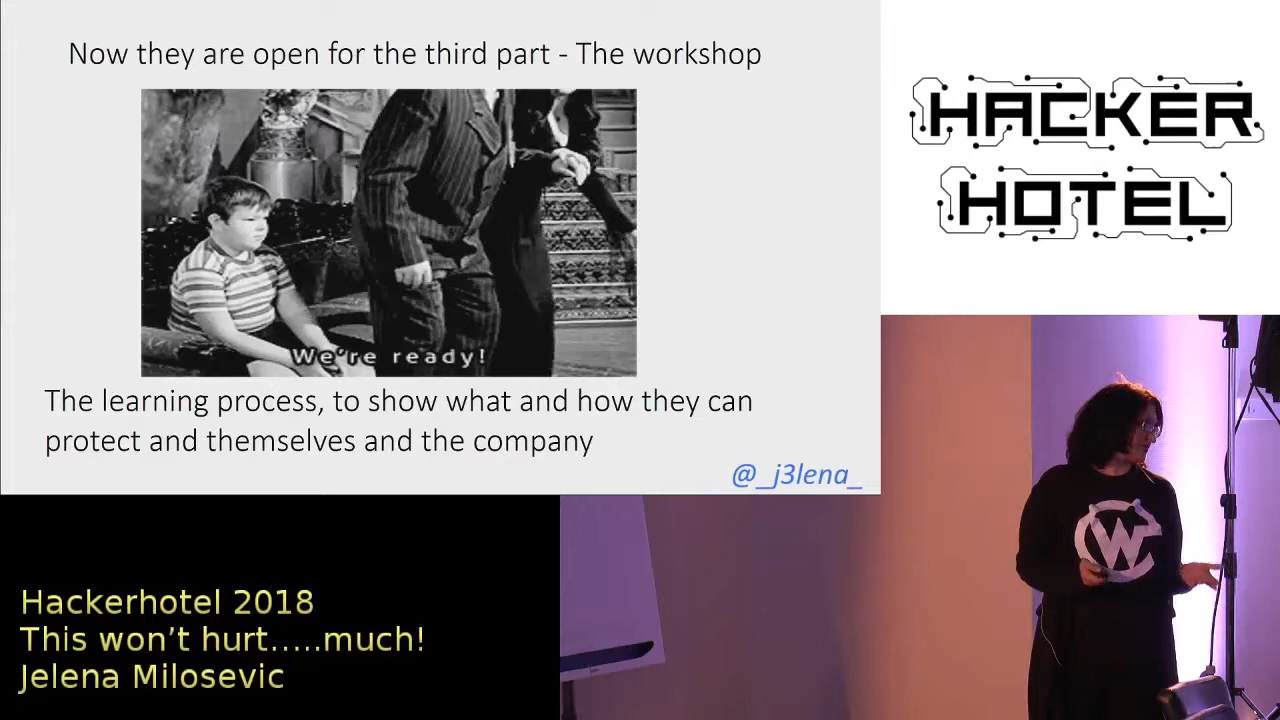 Now they are open for the third part - The workshop
We're ready!
The learning process, to show what and how they can
protect and themselves and the company
@_j3lena_
HACKER
HOTEL
W
Hackerhotel 2018
This won't hurt.....much!
Jelena Milosevic